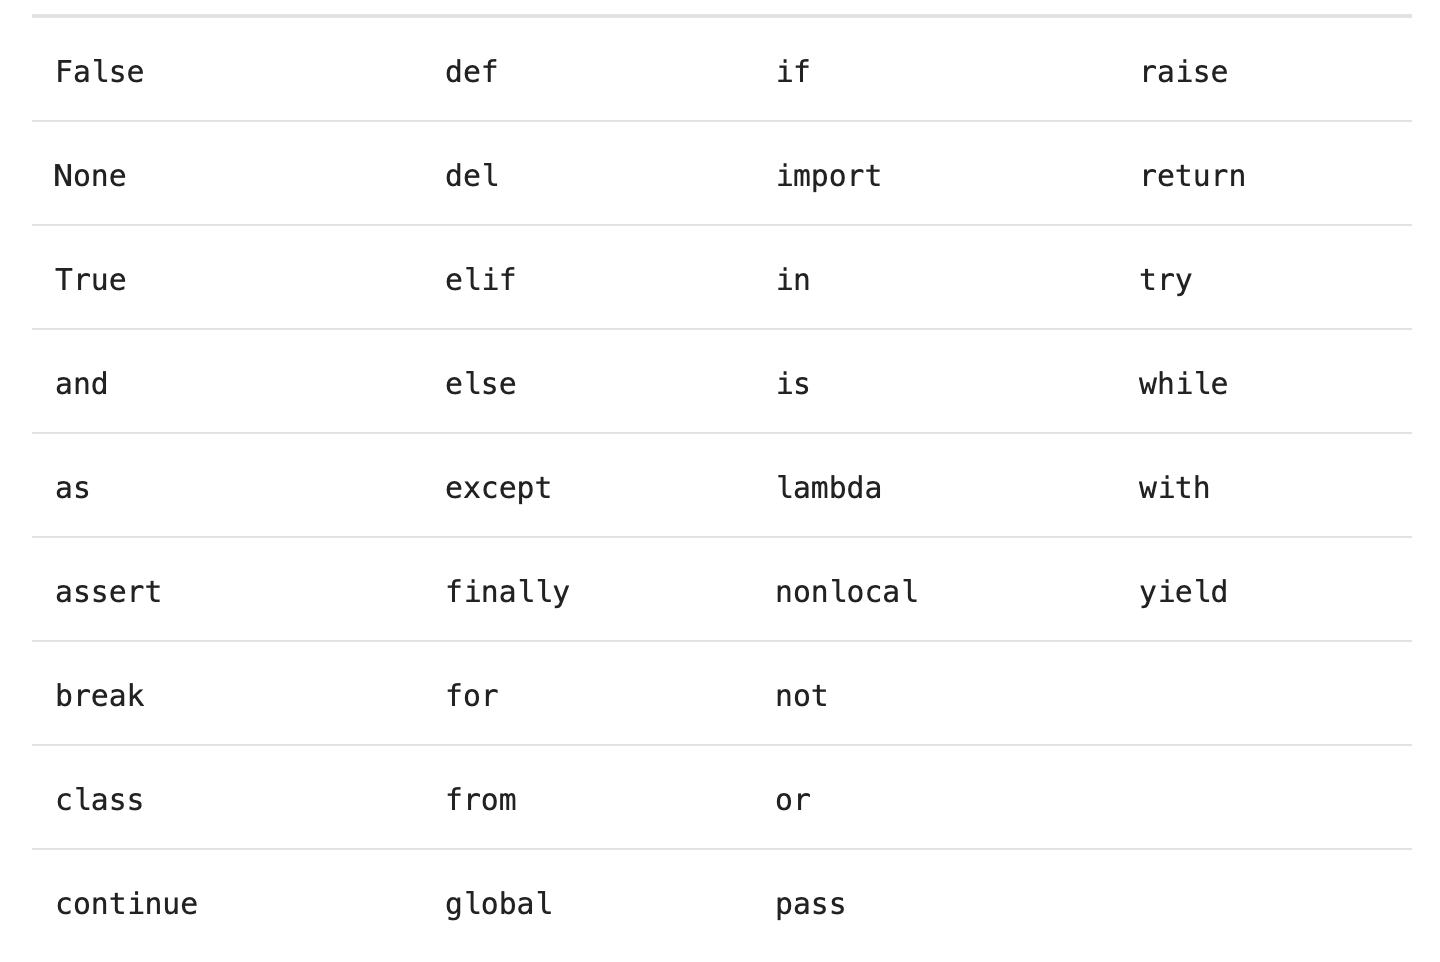 False def if raise
None del import return
True elif in try
and else is while
as except lambda with
assert finally nonlocal yield
break for not
class from or
continue global pass